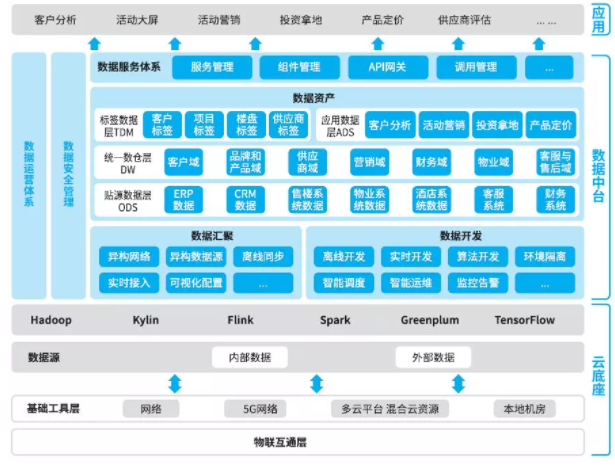 客户分析 活动大屏 活动营销 投资拿地 产品定价 供应商评估 ... ...
应用
数据服务体系 服务管理 组件管理 API网关 调用管理 ...
数据运营体系
数据安全管理
数据资产
标签数据层TDM 客户标签 项目标签 楼盘标签 供应商标签 应用数据层ADS 客户分析 活动营销 投资拿地 产品定价
统一数仓层DW 客户域 品牌和产品域 供应商域 营销域 财务域 物业域 客服与售后域
贴源数据层ODS ERP数据 CRM数据 售楼系统数据 物业系统数据 酒店系统数据 客服系统 财务系统
数据中台
数据汇聚 数据开发
异构网络 异构数据源 离线同步 离线开发 实时开发 算法开发 环境隔离
实时接入 可视化配置 ... 智能调度 智能运维 监控告警 ...
Hadoop Kylin Flink Spark Greenplum TensorFlow
数据源 内部数据 外部数据
云底座
基础工具层 网络 5G网络 多云平台 混合云资源 本地机房
物联互通层